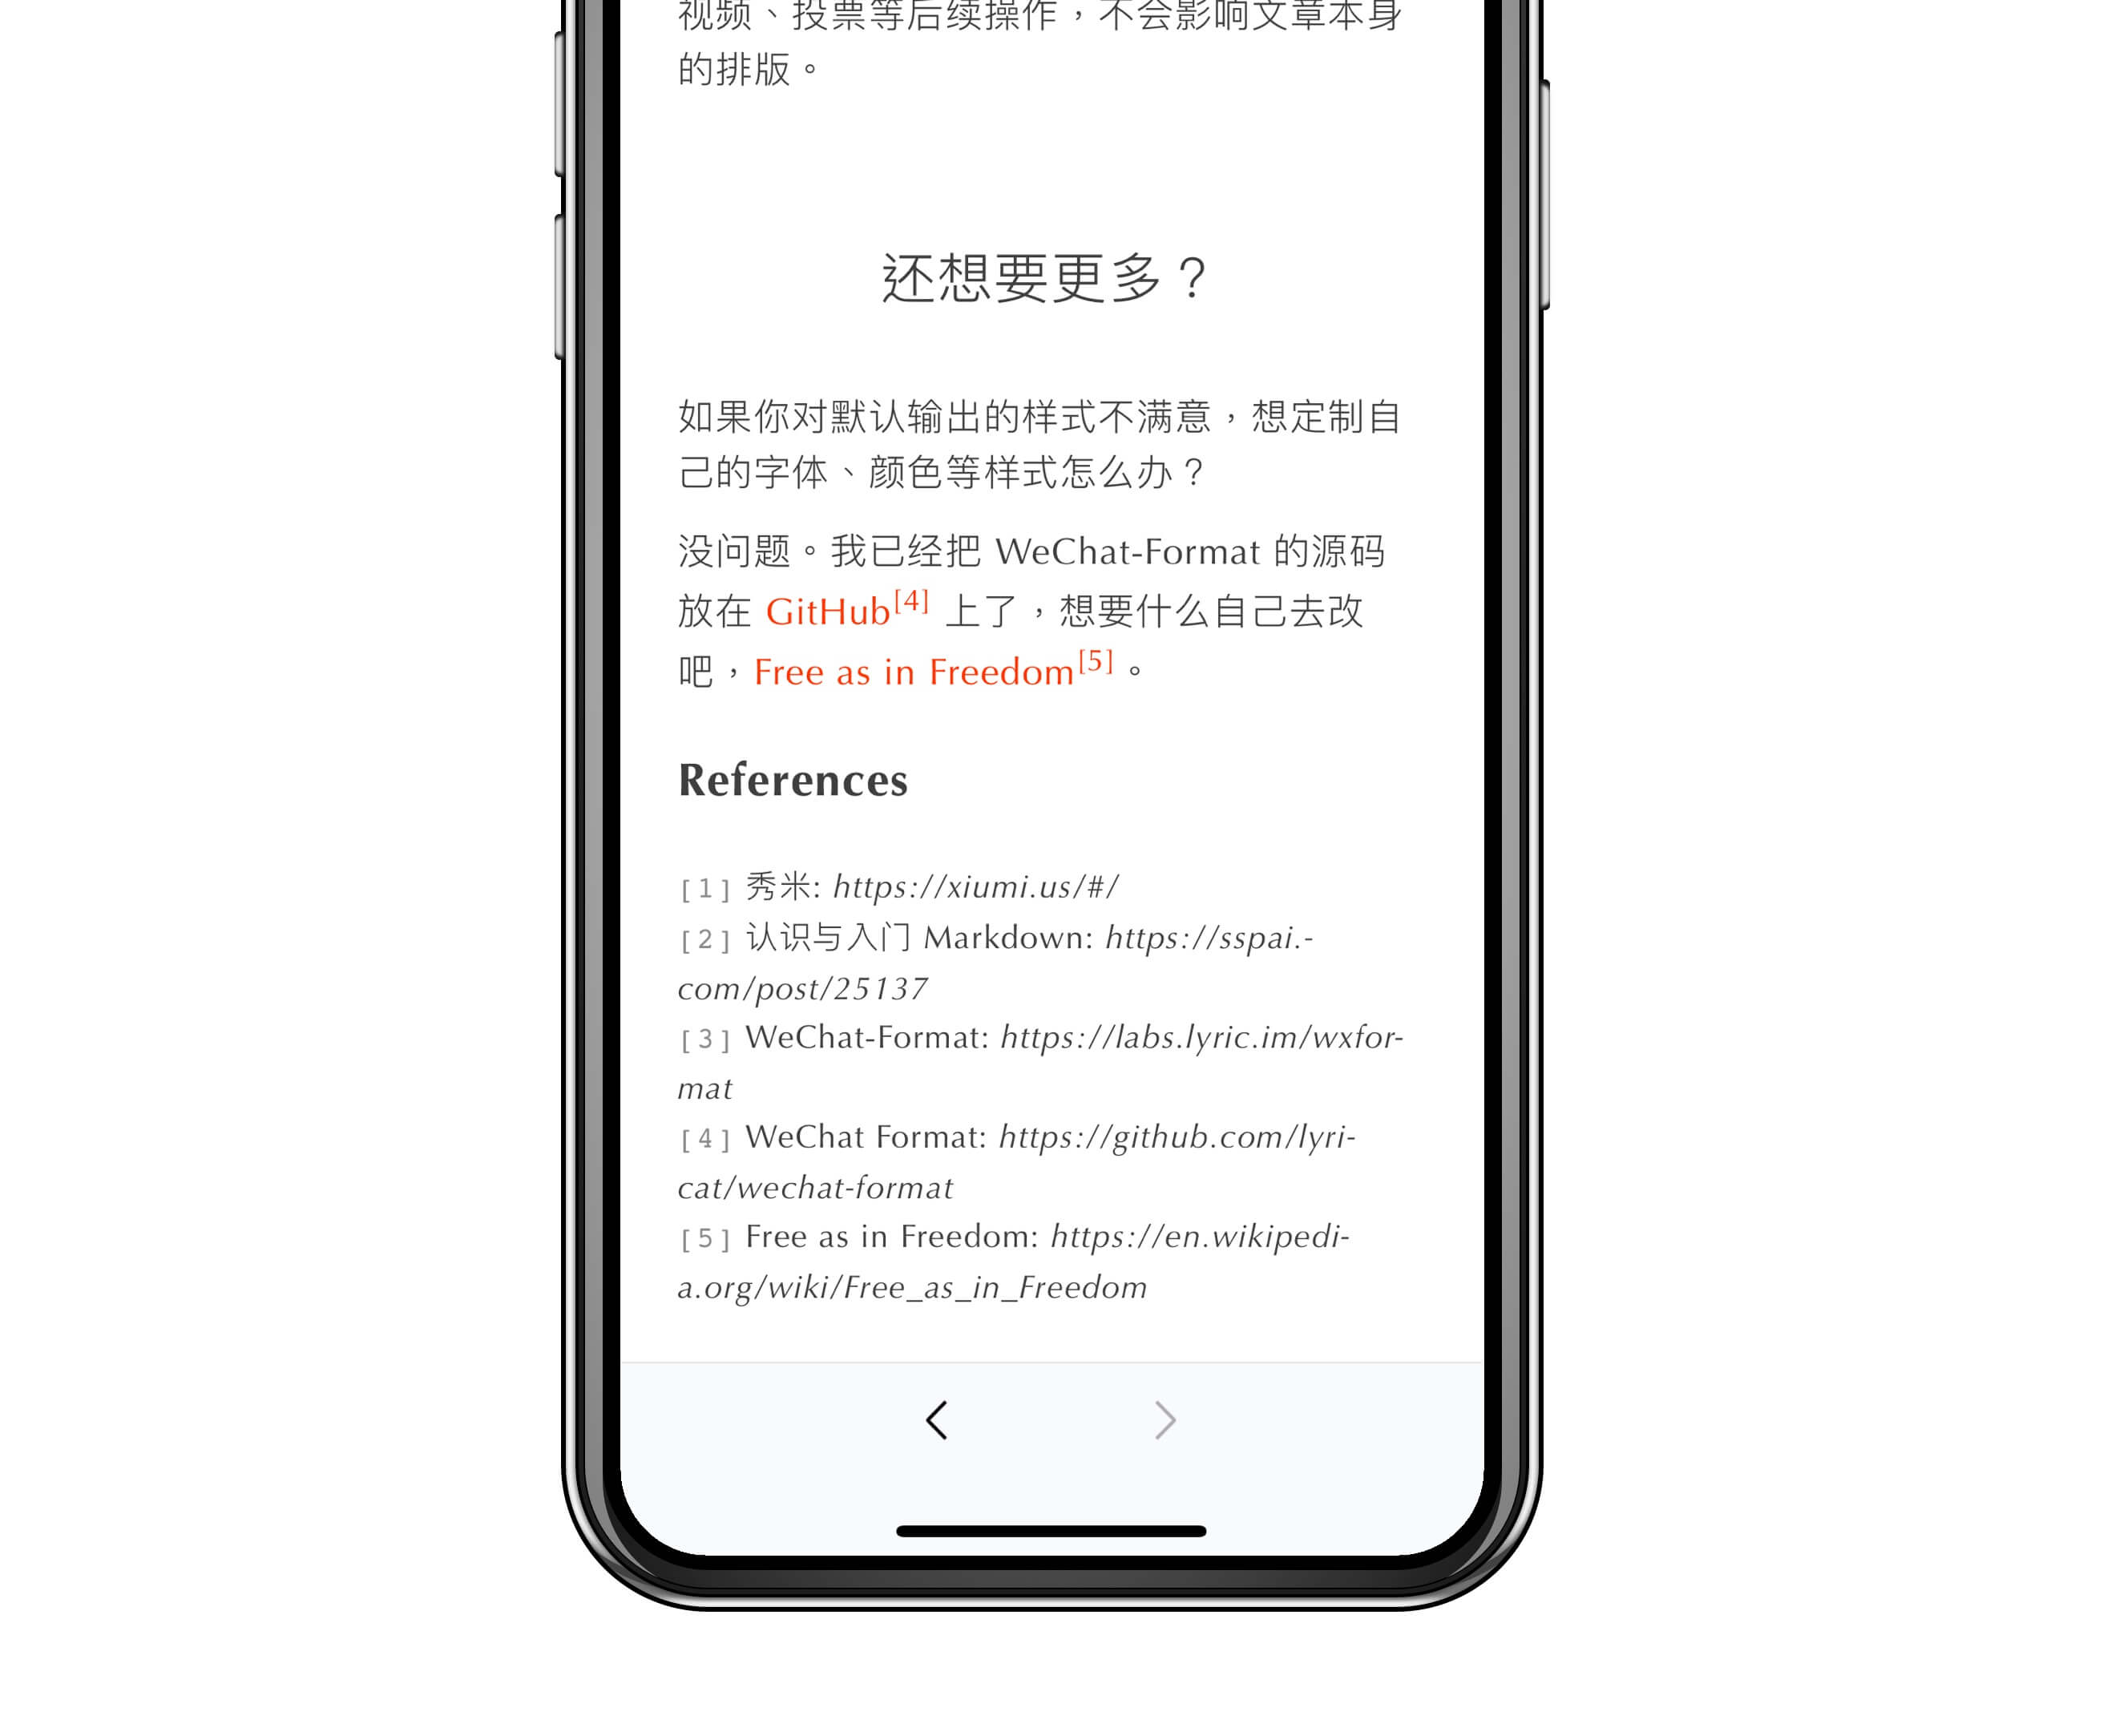 视频、投票等后续操作，不会影响文章本身
的排版。
还想要更多？
如果你对默认输出的样式不满意，想定制自
己的字体、颜色等样式怎么办？
没问题。我已经把 WeChat-Format 的源码
放在 GitHub[4] 上了，想要什么自己去改
吧，Free as in Freedom[5]。
References
[1] 秀米: https://xiumi.us/#/
[2] 认识与入门 Markdown: https://sspai.-
com/post/25137
[3] WeChat-Format: https://labs.lyric.im/wxfor-
mat
[4] WeChat Format: https://github.com/lyri-
cat/wechat-format
[5] Free as in Freedom: https://en.wikipedi-
a.org/wiki/Free_as_in_Freedom